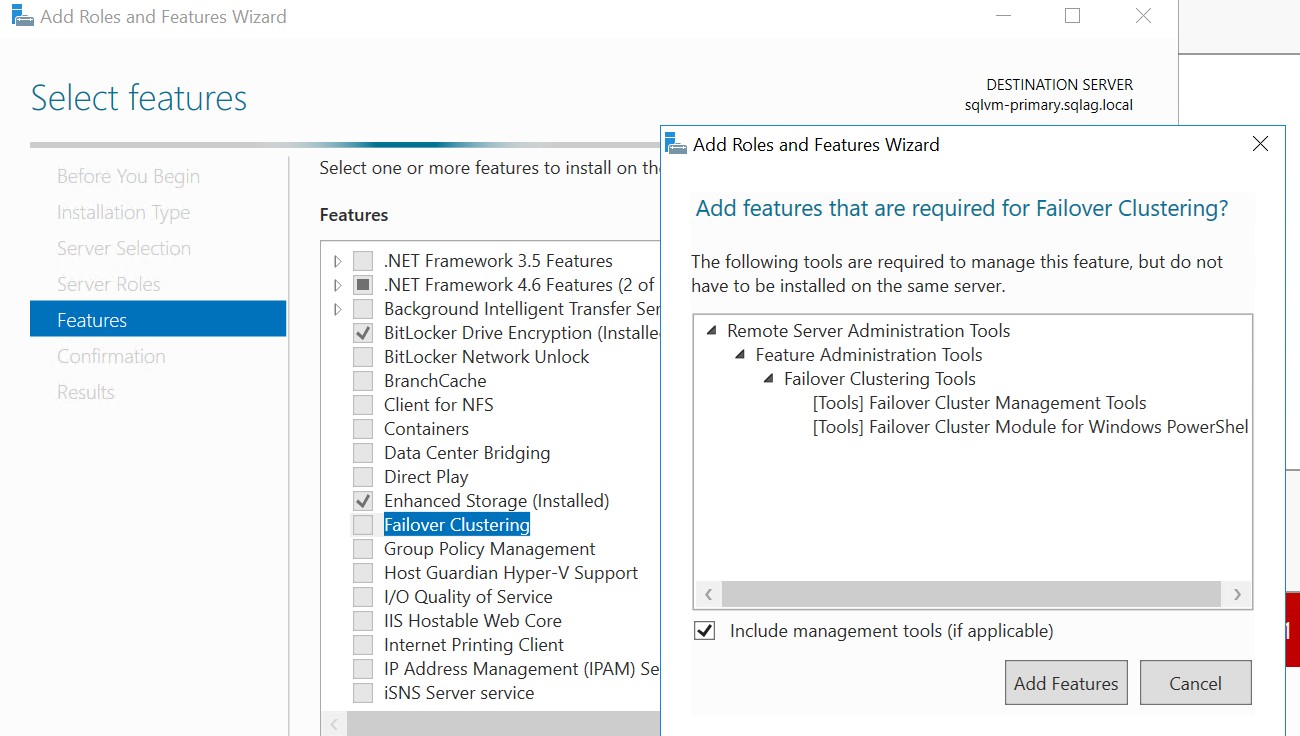 Add Roles and Features Wizard
Select features
DESTINATION SERVER
sqlvm-primary.sqlag.local
Before You Begin
Installation Type
Server Selection
Server Roles
Features
Confirmation
Results
Select one or more features to install on the
Features
.NET Framework 3.5 Features
.NET Framework 4.6 Features (2 of
Background Intelligent Transfer Ser
BitLocker Drive Encryption (Installe
BitLocker Network Unlock
BranchCache
Client for NFS
Containers
Data Center Bridging
Direct Play
Enhanced Storage (Installed)
Failover Clustering
Group Policy Management
Host Guardian Hyper-V Support
I/O Quality of Service
IIS Hostable Web Core
Internet Printing Client
IP Address Management (IPAM) Se
iSNS Server service
Add Roles and Features Wizard
Add features that are required for Failover Clustering?
The following tools are required to manage this feature, but do not
have to be installed on the same server.
Remote Server Administration Tools
Feature Administration Tools
Failover Clustering Tools
[Tools] Failover Cluster Management Tools
[Tools] Failover Cluster Module for Windows PowerShel
Include management tools (if applicable)
Add Features
Cancel